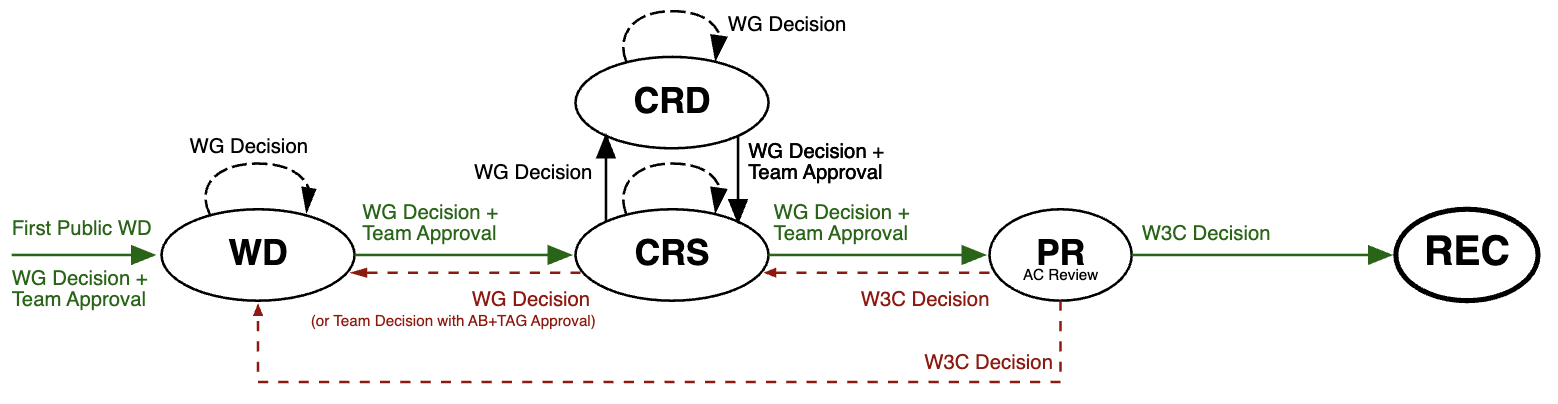 WG Decision
CRD
WG Decision
WG Decision
WG Decision +
Team Approval
First Public WD
WG Decision +
Team Approval
WD
WG Decision +
Team Approval
CRS
WG Decision +
Team Approval
PR
AC Review
W3C Decision
REC
WG Decision
(or Team Decision with AB+TAG Approval)
W3C Decision
W3C Decision